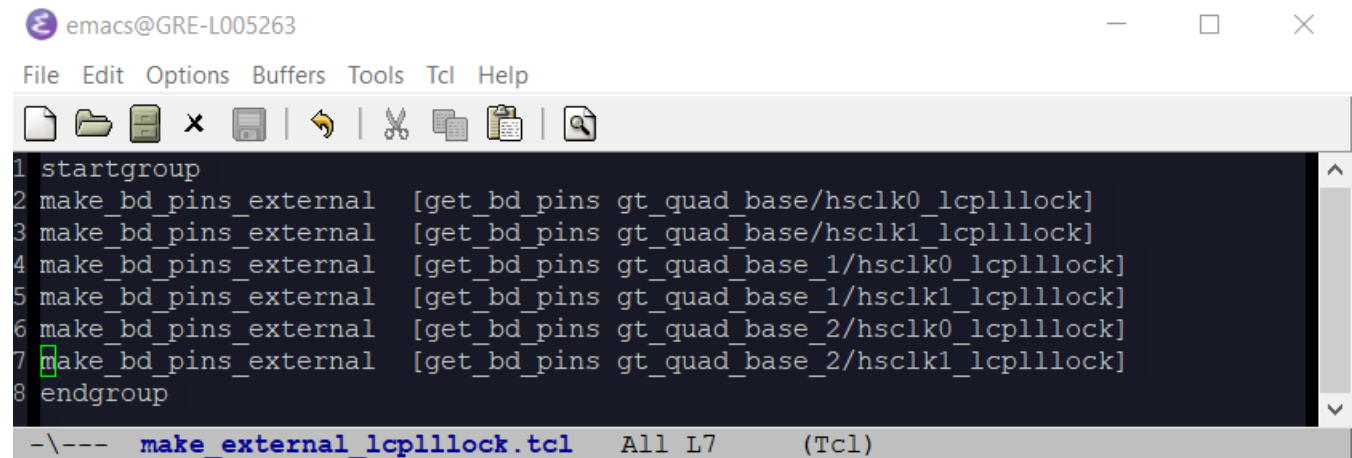 emacs@GRE-L005263
File Edit Options Buffers Tools Tcl Help
1 startgroup
2 make_bd_pins_external  [get_bd_pins gt_quad_base/hsclk0_lcplllock]
3 make_bd_pins_external  [get_bd_pins gt_quad_base/hsclk1_lcplllock]
4 make_bd_pins_external  [get_bd_pins gt_quad_base_1/hsclk0_lcplllock]
5 make_bd_pins_external  [get_bd_pins gt_quad_base_1/hsclk1_lcplllock]
6 make_bd_pins_external  [get_bd_pins gt_quad_base_2/hsclk0_lcplllock]
7 make_bd_pins_external  [get_bd_pins gt_quad_base_2/hsclk1_lcplllock]
8 endgroup
-\--- make_external_lcplllock.tcl All L7 (Tcl)